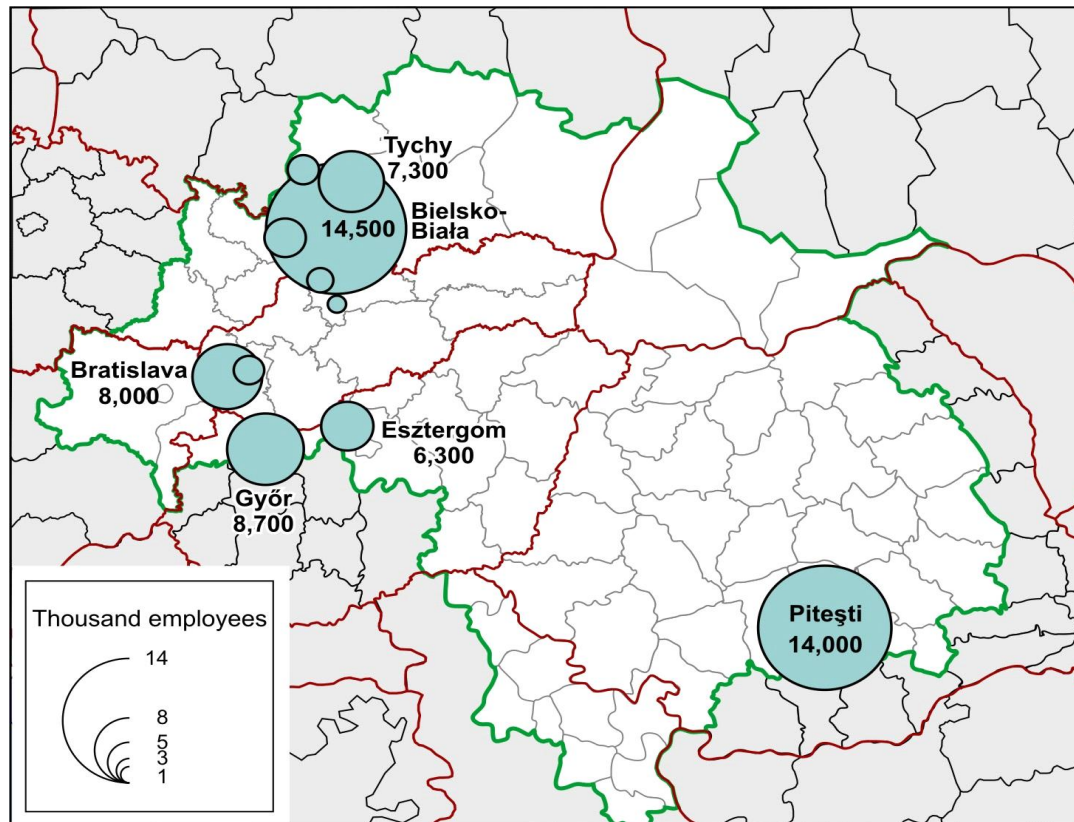 Tychy
7,300
Bielsko-
Biała
14,500
Bratislava
8,000
Esztergom
6,300
Győr
8,700
Piteşti
14,000
Thousand employees
14
8
5
3
1